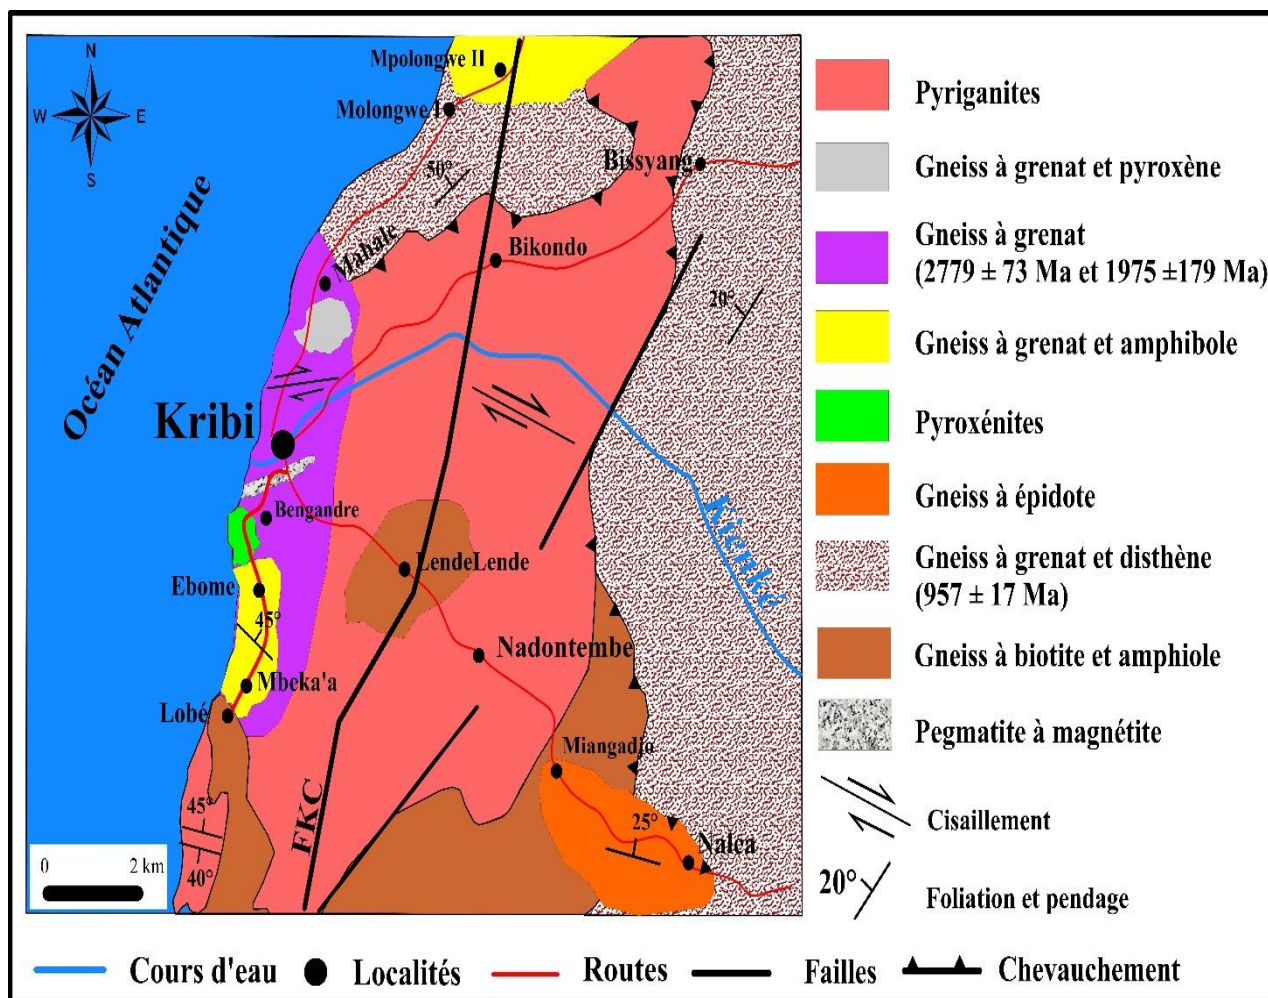 N
W
E
S
Océan Atlantique
Mpolongwe II
Molongwe I
50°
Bissyang
Mahale
Bikondo
20°
Kribi
Bengandre
Kienké
LendeLende
Ebome
45°
Nadontembe
Mbeka'a
Lobé
Miangadjo
FKC
45°
25°
Nalca
40°
0 2 km
Pyriganites
Gneiss à grenat et pyroxène
Gneiss à grenat
(2779 ± 73 Ma et 1975 ±179 Ma)
Gneiss à grenat et amphibole
Pyroxénites
Gneiss à épidote
Gneiss à grenat et disthène
(957 ± 17 Ma)
Gneiss à biotite et amphiole
Pegmatite à magnétite
Cisaillement
20°
Foliation et pendage
Cours d'eau
Localités
Routes
Failles
Chevauchement